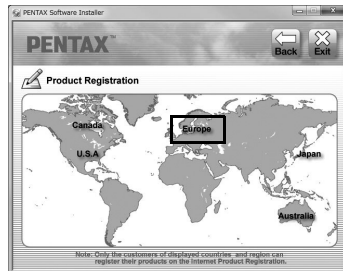 PENTAX Software Installer
PENTAX™
Back Exit
Product Registration
Canada
Europe
U.S.A
Japan
Australia
Note: Only the customers of displayed countries and region can
register their products on the Internet Product Registration.